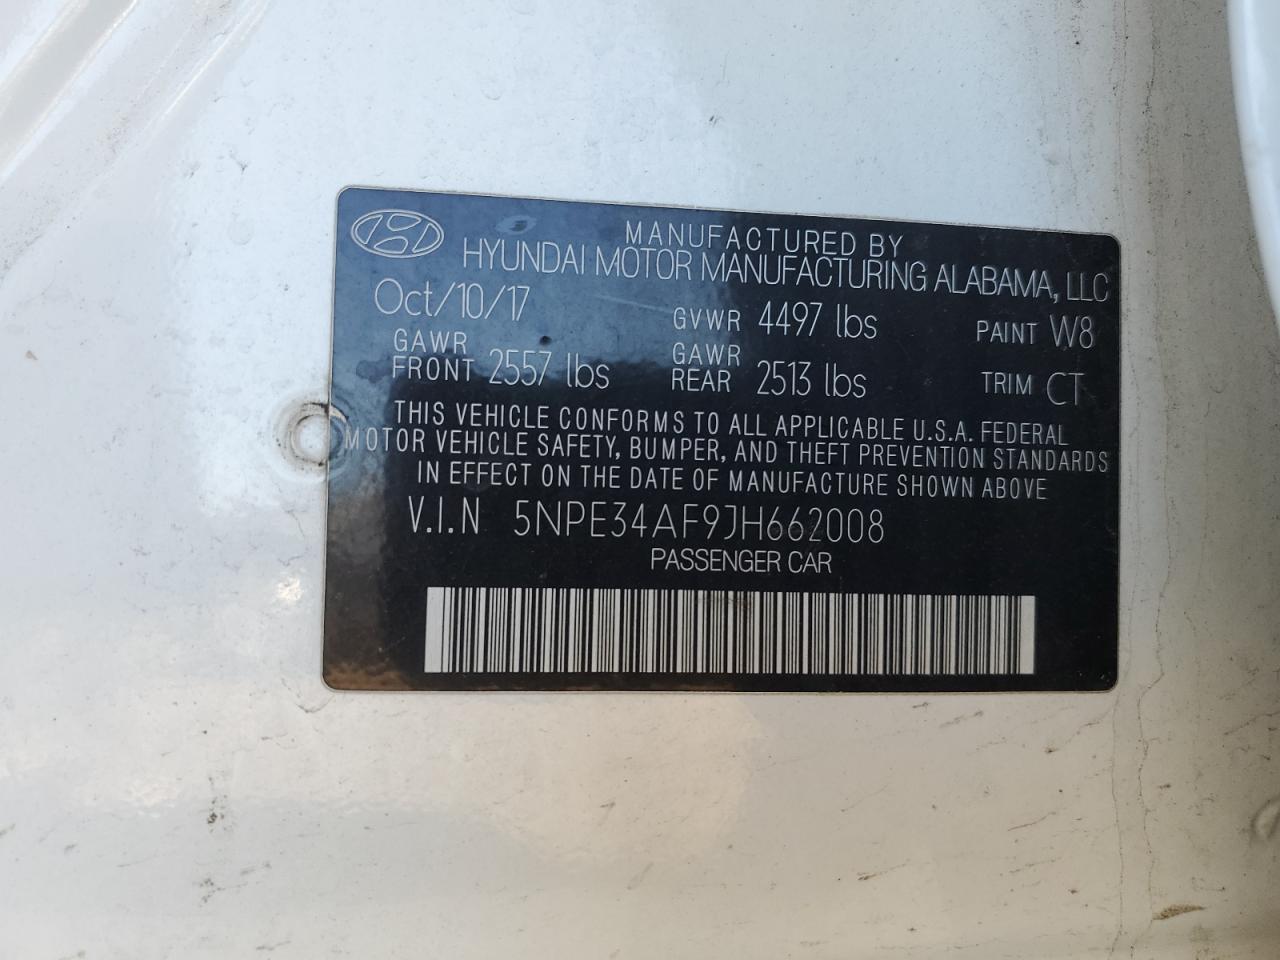 MANUFACTURED BY
HYUNDAI MOTOR MANUFACTURING ALABAMA, LLC
Oct/10/17 GVWR 4497 lbs PAINT W8
GAWR FRONT 2557 lbs GAWR REAR 2513 lbs TRIM CT
THIS VEHICLE CONFORMS TO ALL APPLICABLE U.S.A. FEDERAL
MOTOR VEHICLE SAFETY, BUMPER, AND THEFT PREVENTION STANDARDS
IN EFFECT ON THE DATE OF MANUFACTURE SHOWN ABOVE
V.I.N 5NPE34AF9JH662008
PASSENGER CAR